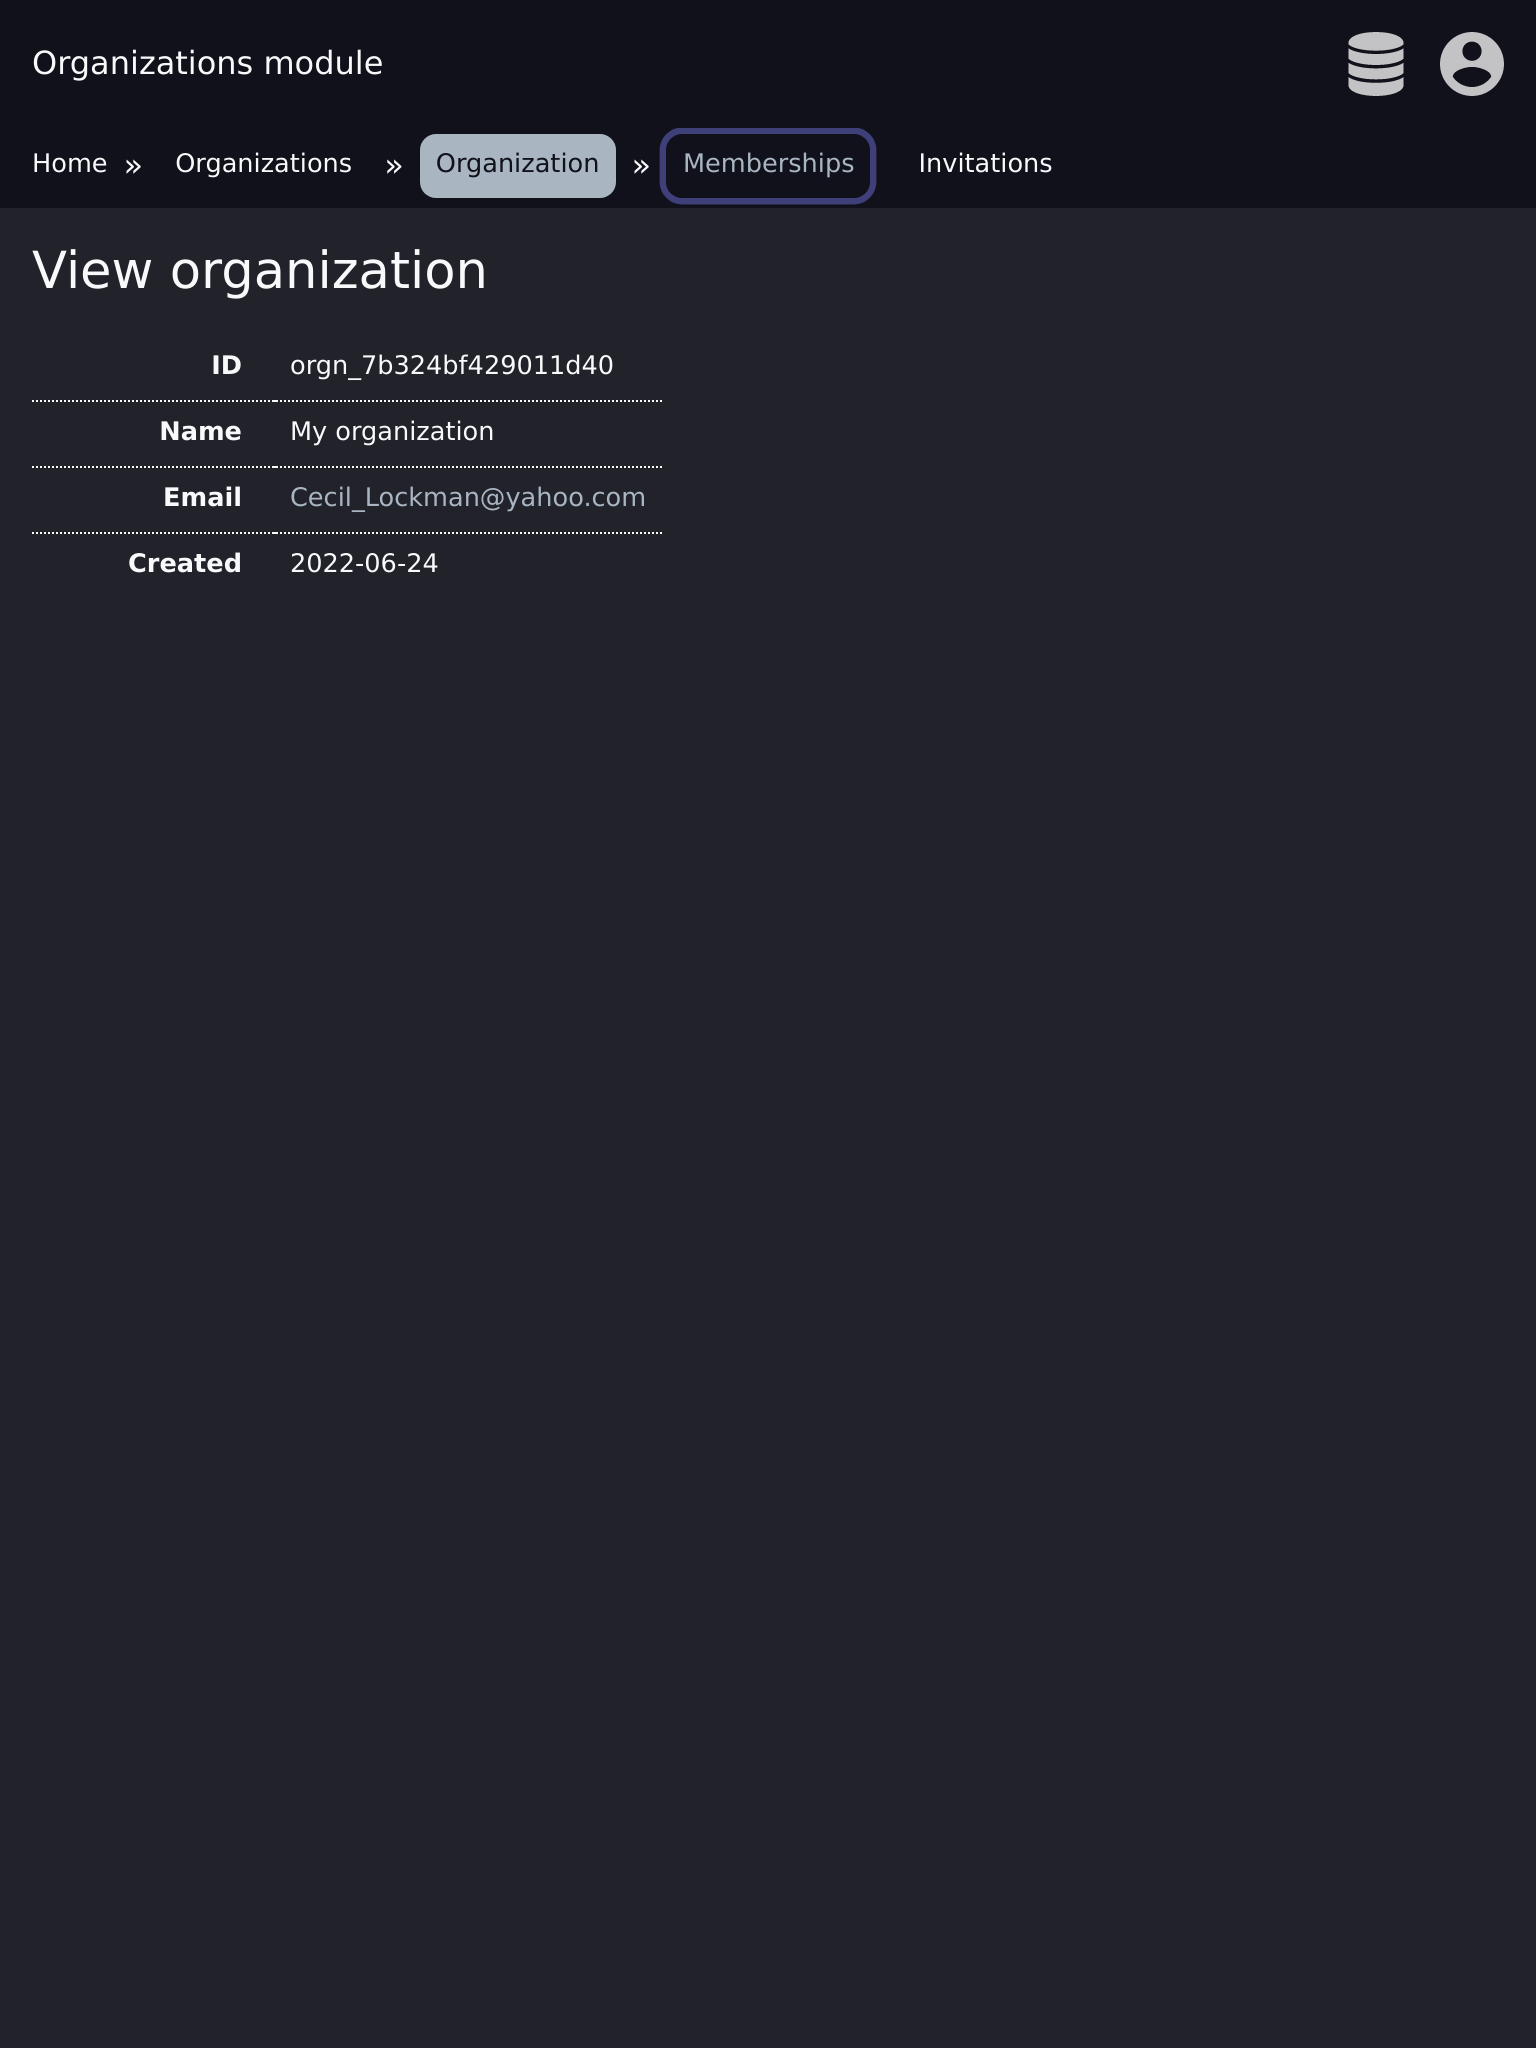 Organizations module
Home » Organizations » Organization » Memberships Invitations
View organization
ID orgn_7b324bf429011d40
Name My organization
Email Cecil_Lockman@yahoo.com
Created 2022-06-24